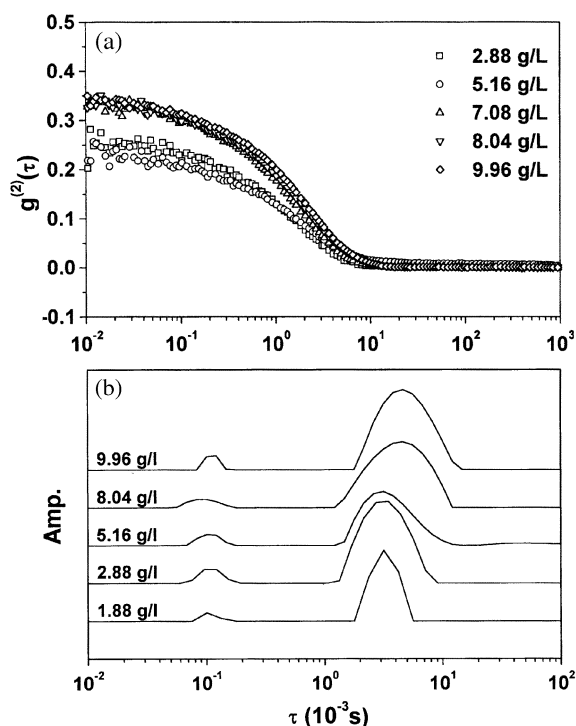 0.5
(a)
2.88 g/L
0.4
5.16 g/L
7.08 g/L
0.3
8.04 g/L
9.96 g/L
0.2
g(2)(τ)
0.1
0.0
-0.1
10-2 10-1 100 101 102 103
(b)
9.96 g/l
8.04 g/l
5.16 g/l
2.88 g/l
1.88 g/l
Amp.
10-2 10-1 100 101 102
τ (10-3s)